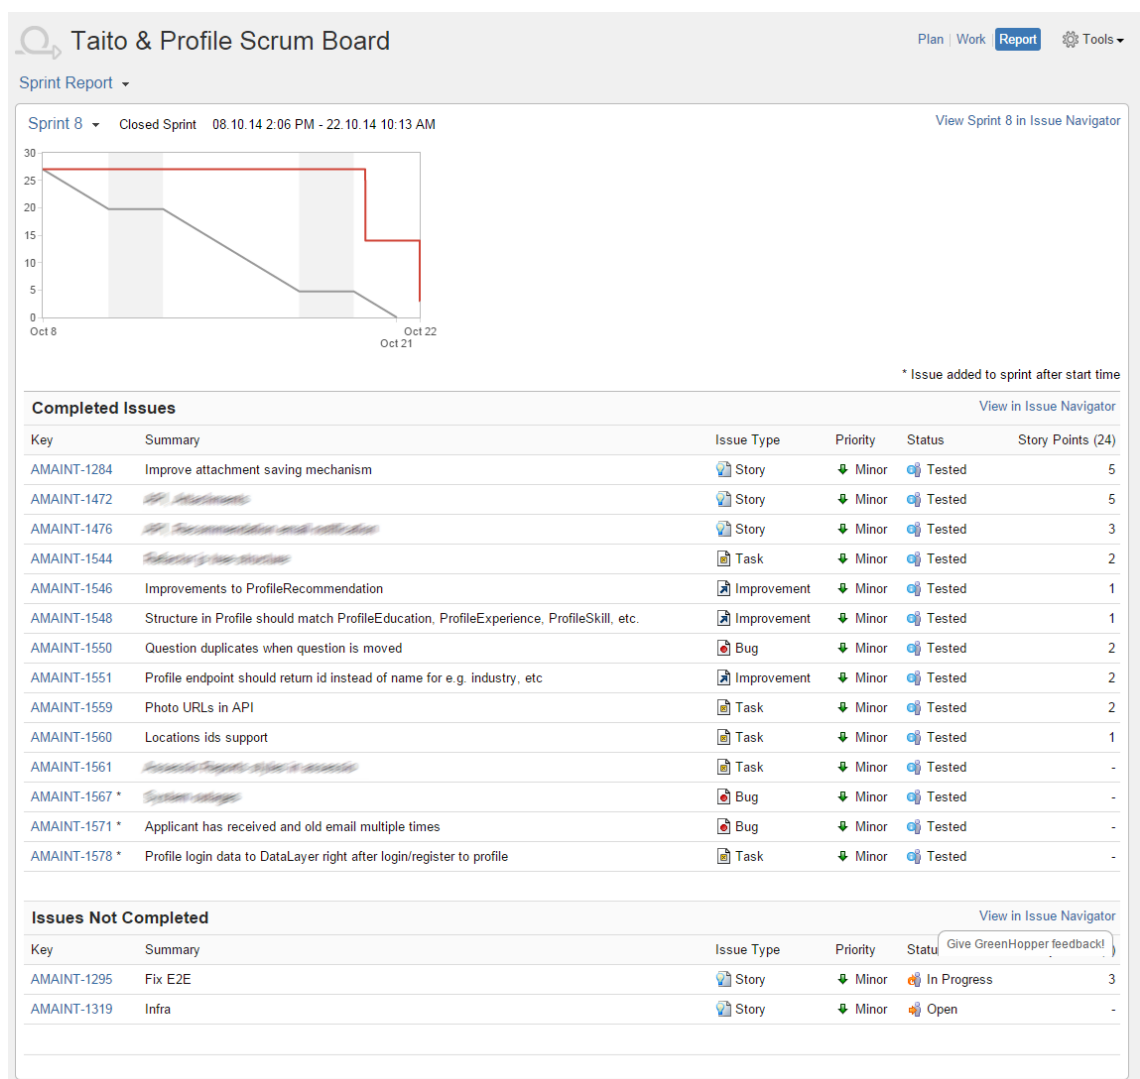 Taito & Profile Scrum Board
Plan | Work | Report Tools
Sprint Report
Sprint 8 Closed Sprint 08.10.14 2:06 PM - 22.10.14 10:13 AM View Sprint 8 in Issue Navigator
30
25
20
15
10
5
0
Oct 8 Oct 22
Oct 21
* Issue added to sprint after start time
Completed Issues View in Issue Navigator
Key Summary Issue Type Priority Status Story Points (24)
AMAINT-1284 Improve attachment saving mechanism Story Minor Tested 5
AMAINT-1472 Story Minor Tested 5
AMAINT-1476 Story Minor Tested 3
AMAINT-1544 Task Minor Tested 2
AMAINT-1546 Improvements to ProfileRecommendation Improvement Minor Tested 1
AMAINT-1548 Structure in Profile should match ProfileEducation, ProfileExperience, ProfileSkill, etc. Improvement Minor Tested 1
AMAINT-1550 Question duplicates when question is moved Bug Minor Tested 2
AMAINT-1551 Profile endpoint should return id instead of name for e.g. industry, etc Improvement Minor Tested 2
AMAINT-1559 Photo URLs in API Task Minor Tested 2
AMAINT-1560 Locations ids support Task Minor Tested 1
AMAINT-1561 Task Minor Tested -
AMAINT-1567 * Bug Minor Tested -
AMAINT-1571 * Applicant has received and old email multiple times Bug Minor Tested -
AMAINT-1578 * Profile login data to DataLayer right after login/register to profile Task Minor Tested -
Issues Not Completed View in Issue Navigator
Give GreenHopper feedback!
Key Summary Issue Type Priority Statu )
AMAINT-1295 Fix E2E Story Minor In Progress 3
AMAINT-1319 Infra Story Minor Open -